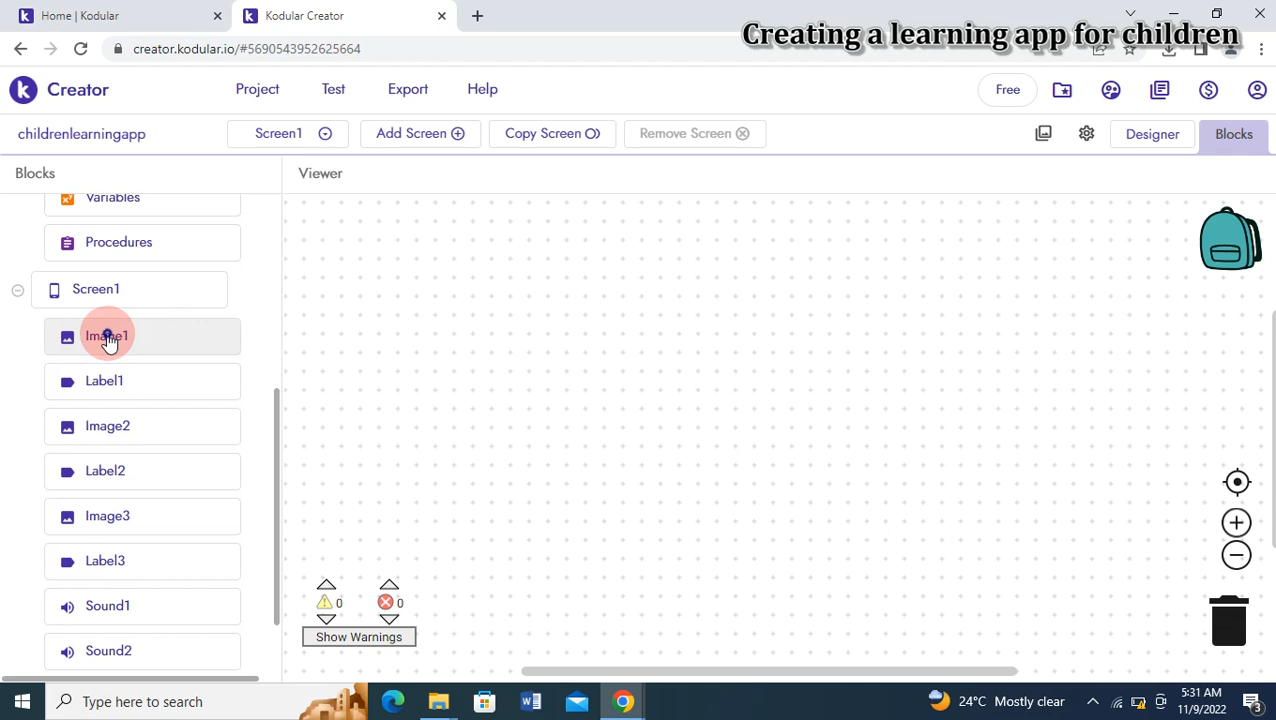 Home | Kodular
Kodular Creator
Creating a learning app for children
creator.kodular.io/#5690543952625664
Creator
Project
Test
Export
Help
Free
childrenlearningapp
Screen1
Add Screen
Copy Screen
Remove Screen
Designer
Blocks
Blocks
Viewer
Variables
Procedures
Screen1
Image1
Label1
Image2
Label2
Image3
Label3
Sound1
Sound2
0
0
Show Warnings
Type here to search
24°C Mostly clear
5:31 AM
11/9/2022
3